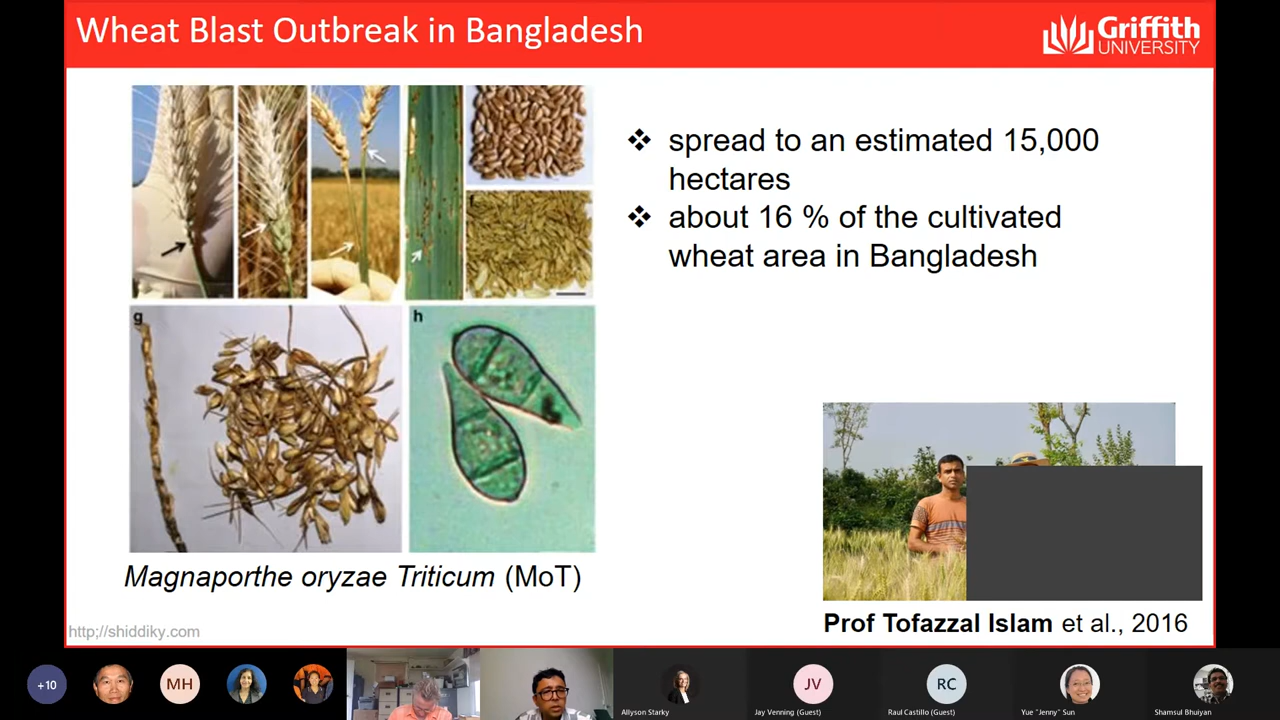 Wheat Blast Outbreak in Bangladesh
Griffith
UNIVERSITY
❖ spread to an estimated 15,000
hectares
❖ about 16 % of the cultivated
wheat area in Bangladesh
g
h
Magnaporthe oryzae Triticum (MoT)
Prof Tofazzal Islam et al., 2016
http;//shiddiky.com
+10
MH
JV
RC
Allyson Starky
Jay Venning (Guest)
Raul Castillo (Guest)
Yue "Jenny" Sun
Shamsul Bhuiyan